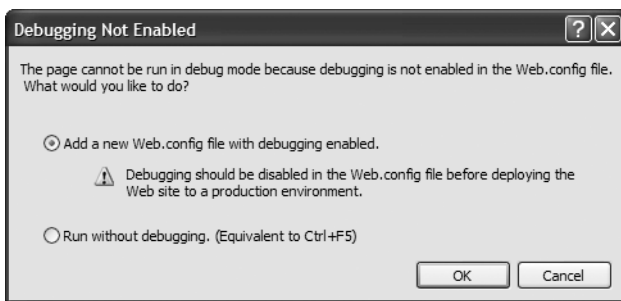 Debugging Not Enabled
The page cannot be run in debug mode because debugging is not enabled in the Web.config file.
What would you like to do?
Add a new Web.config file with debugging enabled.
Debugging should be disabled in the Web.config file before deploying the
Web site to a production environment.
Run without debugging. (Equivalent to Ctrl+F5)
OK Cancel